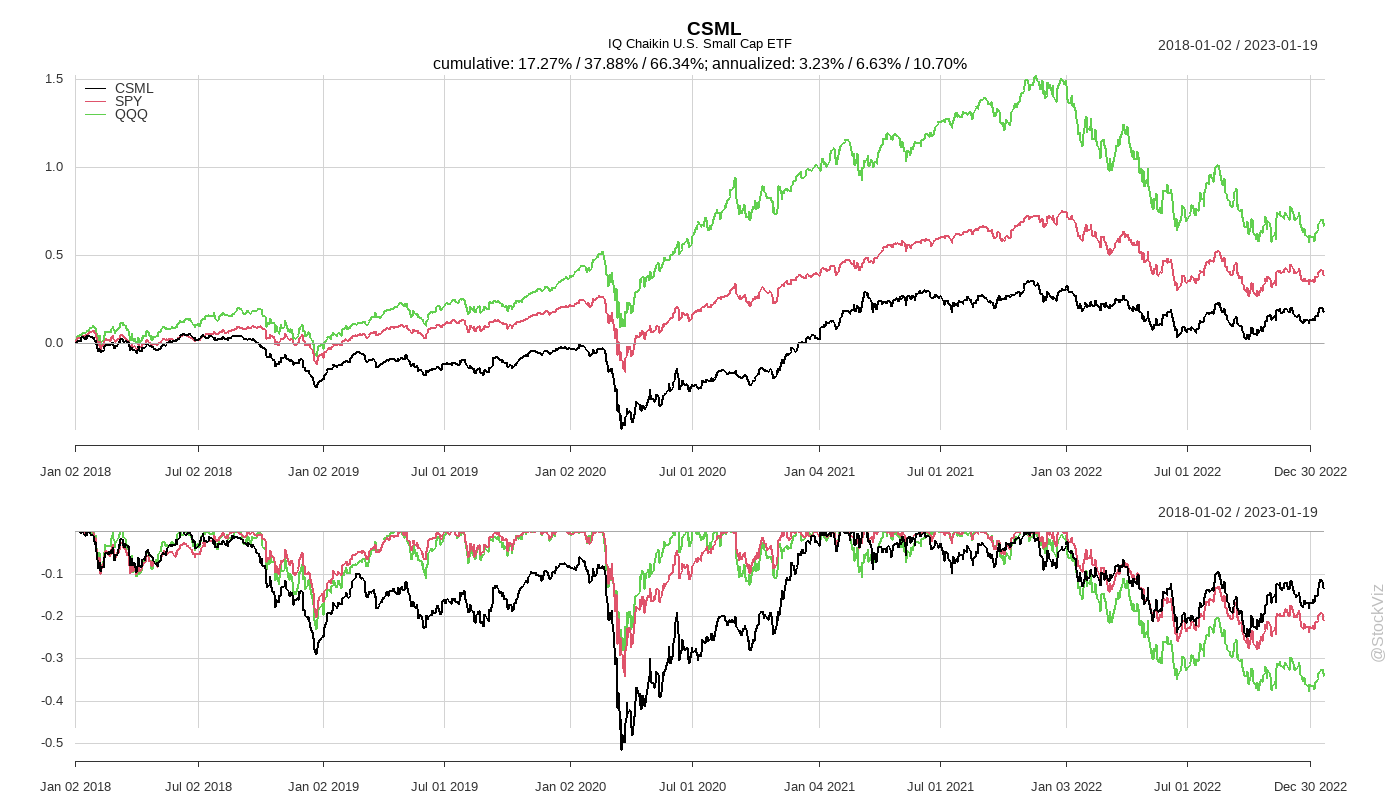 CSML
IQ Chaikin U.S. Small Cap ETF
2018-01-02 / 2023-01-19
cumulative: 17.27% / 37.88% / 66.34%; annualized: 3.23% / 6.63% / 10.70%
1.5
CSML
SPY
QQQ
1.0
0.5
0.0
Jan 02 2018 Jul 02 2018 Jan 02 2019 Jul 01 2019 Jan 02 2020 Jul 01 2020 Jan 04 2021 Jul 01 2021 Jan 03 2022 Jul 01 2022 Dec 30 2022
2018-01-02 / 2023-01-19
-0.1
-0.2
-0.3
-0.4
-0.5
Jan 02 2018 Jul 02 2018 Jan 02 2019 Jul 01 2019 Jan 02 2020 Jul 01 2020 Jan 04 2021 Jul 01 2021 Jan 03 2022 Jul 01 2022 Dec 30 2022
@StockViz